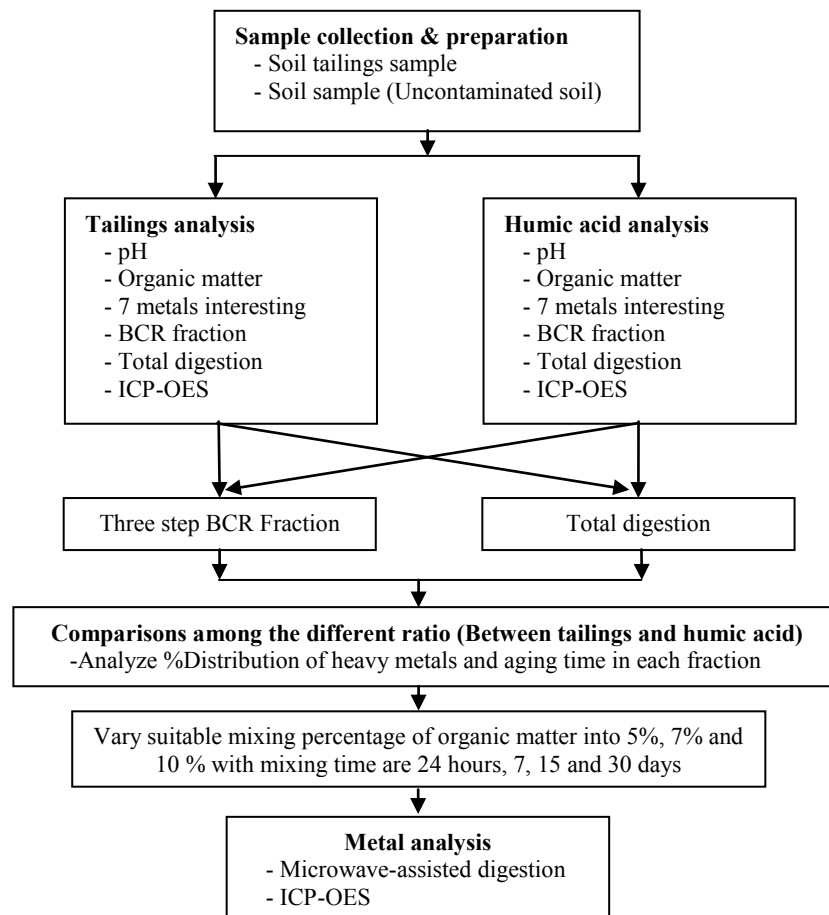 Sample collection & preparation
- Soil tailings sample
- Soil sample (Uncontaminated soil)
Tailings analysis
- pH
- Organic matter
- 7 metals interesting
- BCR fraction
- Total digestion
- ICP-OES
Humic acid analysis
- pH
- Organic matter
- 7 metals interesting
- BCR fraction
- Total digestion
- ICP-OES
Three step BCR Fraction
Total digestion
Comparisons among the different ratio (Between tailings and humic acid)
-Analyze %Distribution of heavy metals and aging time in each fraction
Vary suitable mixing percentage of organic matter into 5%, 7% and
10 % with mixing time are 24 hours, 7, 15 and 30 days
Metal analysis
- Microwave-assisted digestion
- ICP-OES